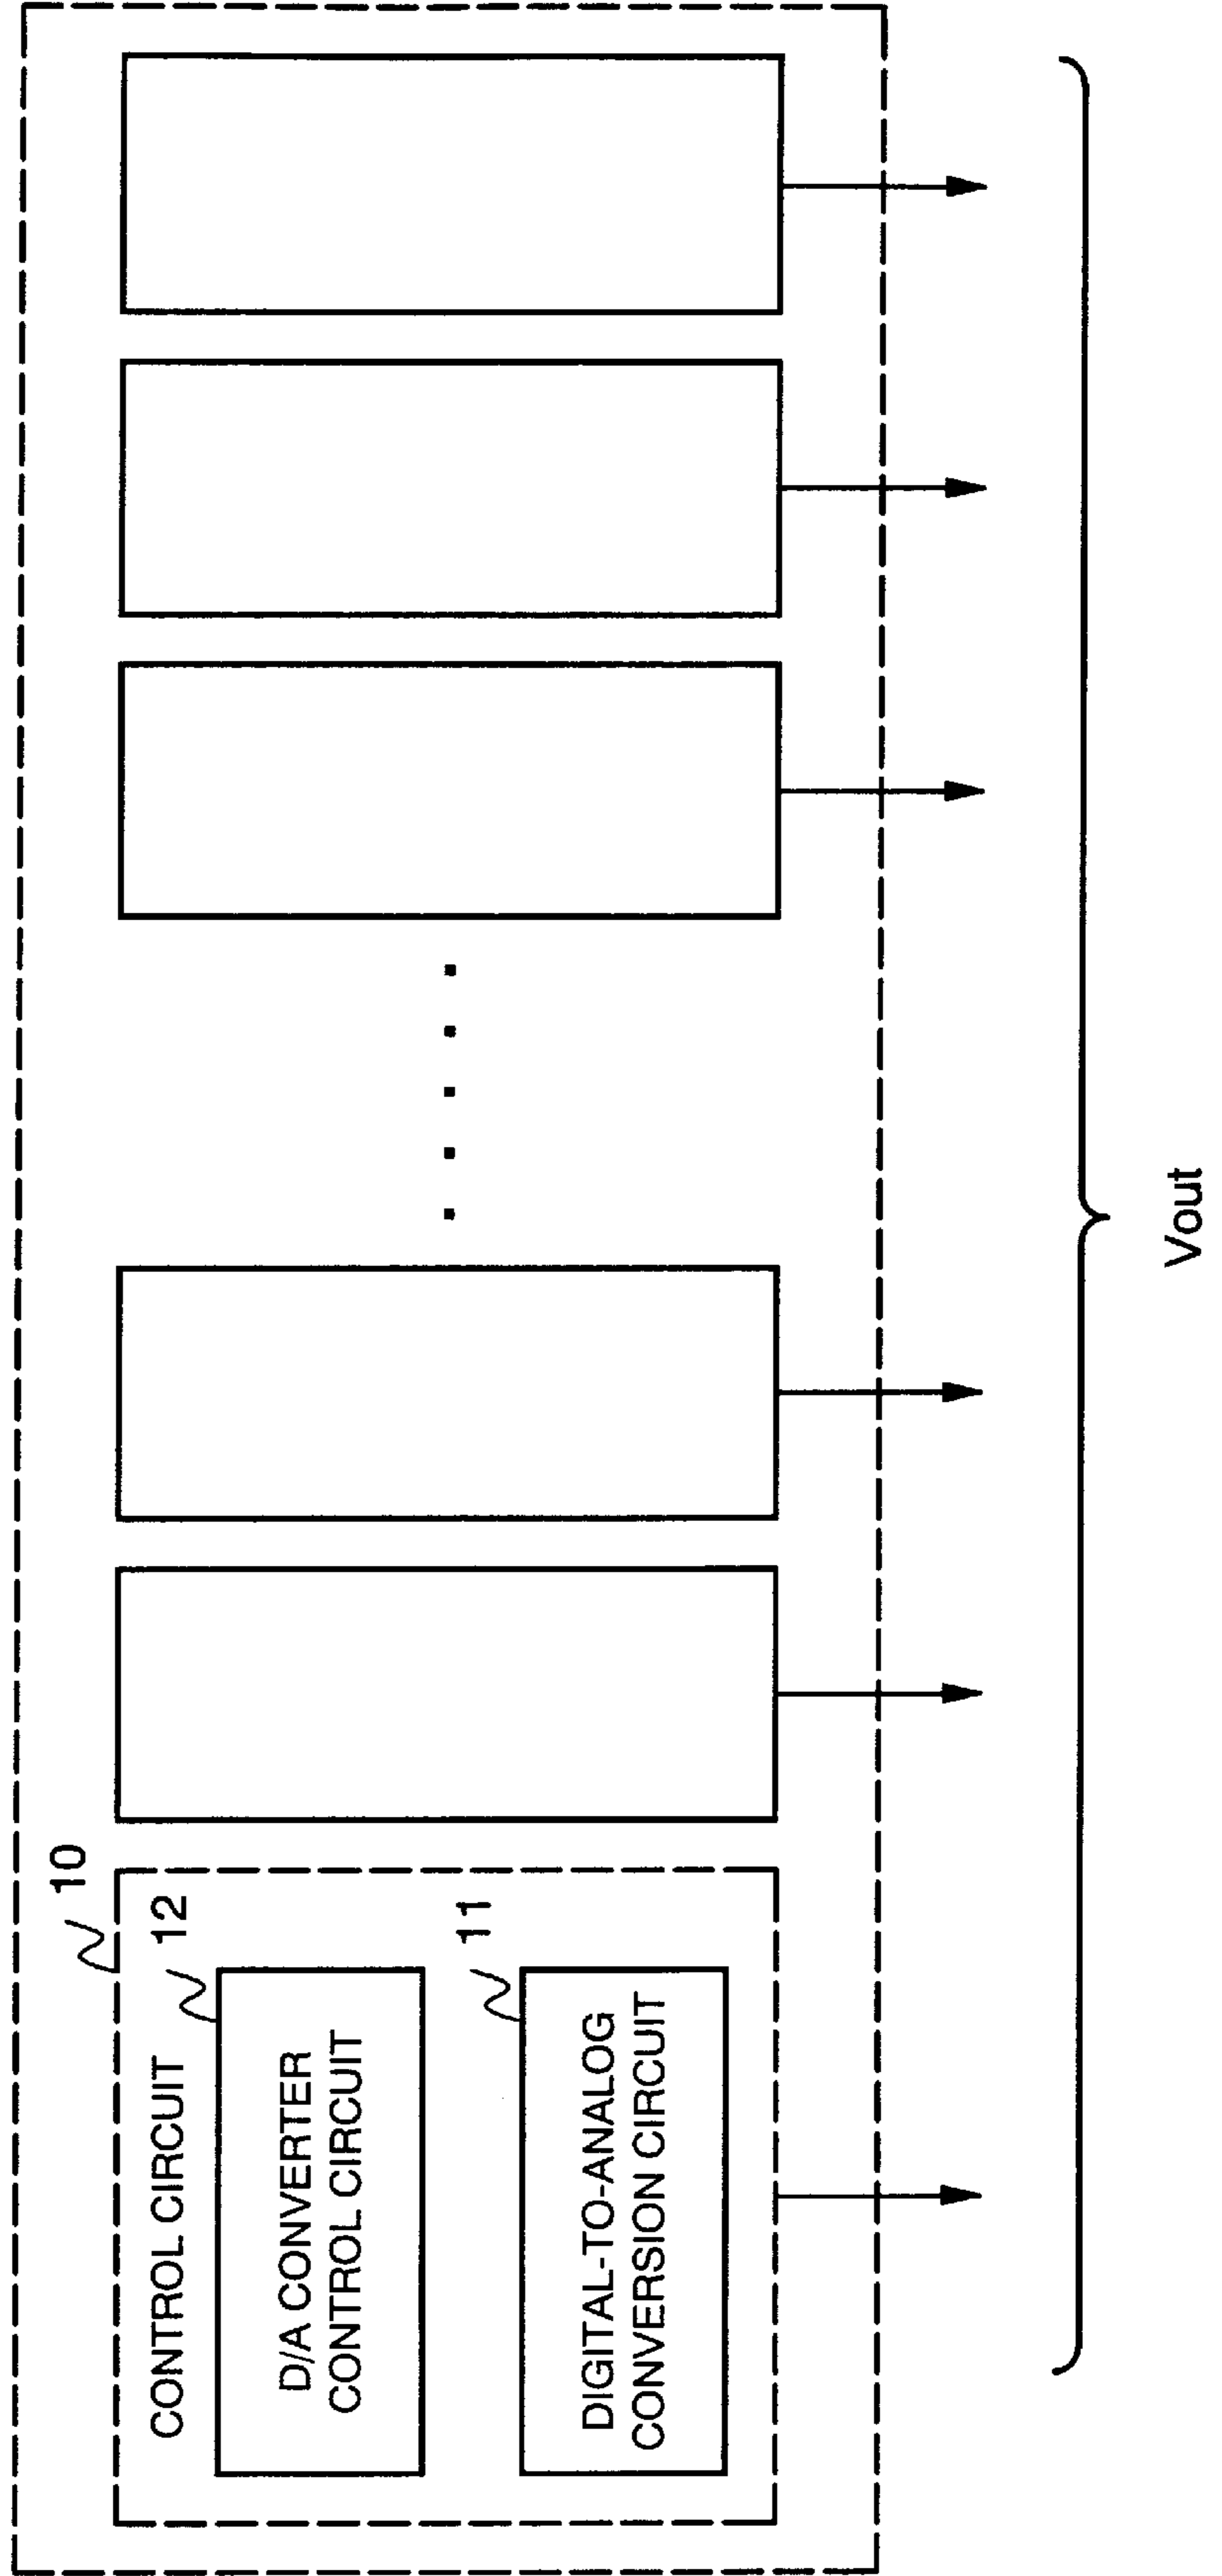 10
CONTROL CIRCUIT
12
D/A CONVERTER
CONTROL CIRCUIT
11
DIGITAL-TO-ANALOG
CONVERSION CIRCUIT
Vout